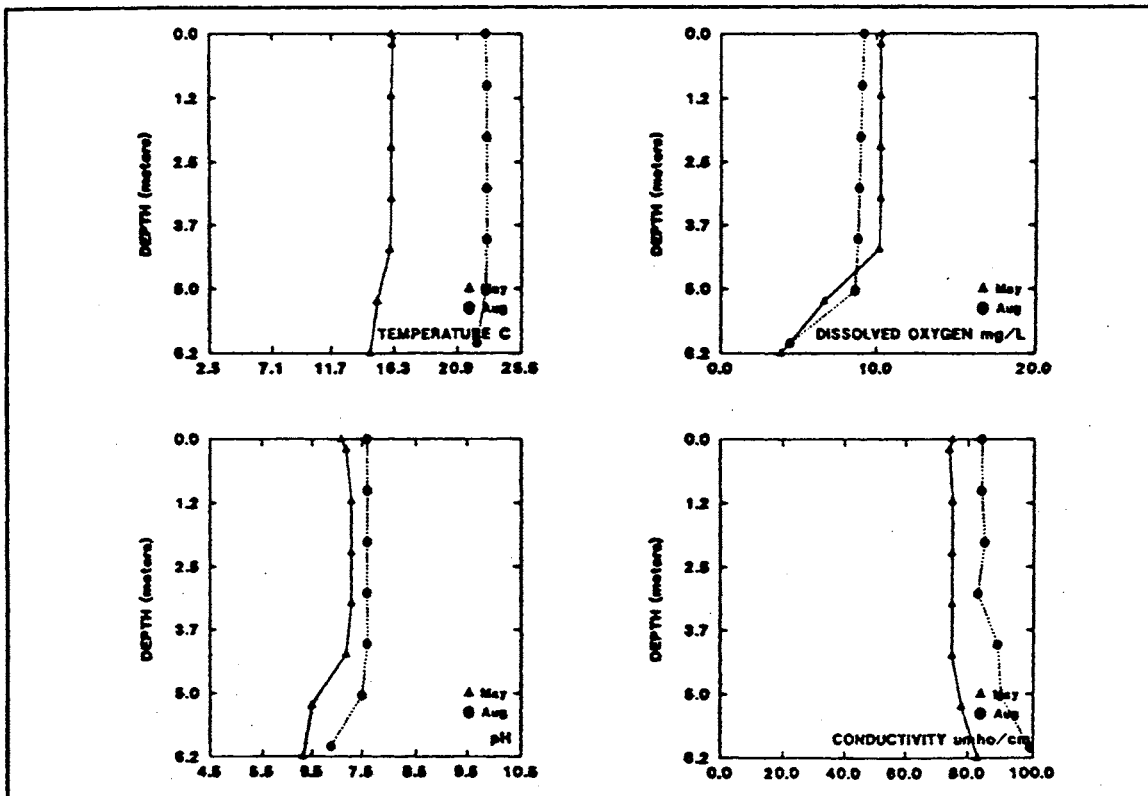 0.0
1.2
2.5
3.7
5.0
6.2
DEPTH (meters)
▲ May
● Aug
TEMPERATURE C
2.5 7.1 11.7 16.3 20.9 25.5
0.0
1.2
2.5
3.7
5.0
6.2
DEPTH (meters)
▲ May
● Aug
DISSOLVED OXYGEN mg/L
0.0 10.0 20.0
0.0
1.2
2.5
3.7
5.0
6.2
DEPTH (meters)
▲ May
● Aug
pH
4.5 5.5 6.5 7.5 8.5 9.5 10.5
0.0
1.2
2.5
3.7
5.0
6.2
DEPTH (meters)
▲ May
● Aug
CONDUCTIVITY umho/cm
0.0 20.0 40.0 60.0 80.0 100.0